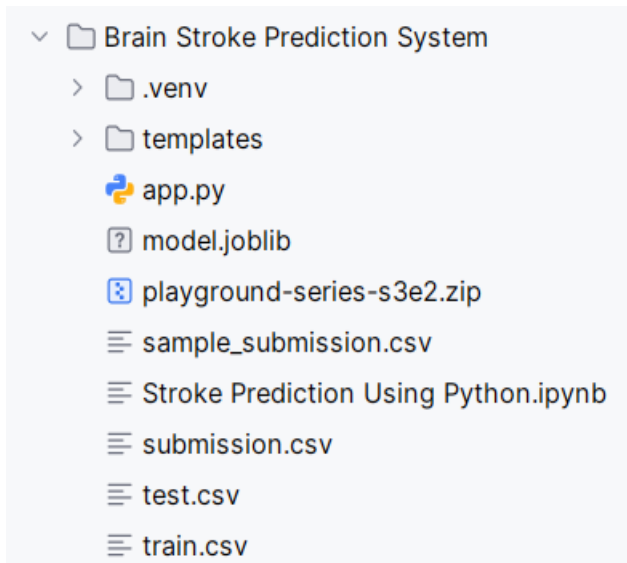 Brain Stroke Prediction System
.venv
templates
app.py
model.joblib
playground-series-s3e2.zip
sample_submission.csv
Stroke Prediction Using Python.ipynb
submission.csv
test.csv
train.csv